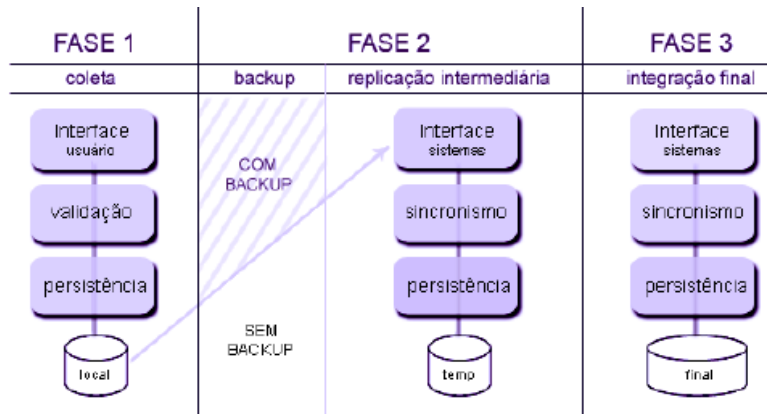 FASE 1
FASE 2
FASE 3
coleta
backup
replicação intermediária
integração final
Interface
usuário
validação
persistência
local
COM
BACKUP
SEM
BACKUP
Interface
sistemas
sincronismo
persistência
temp
Interface
sistemas
sincronismo
persistência
final